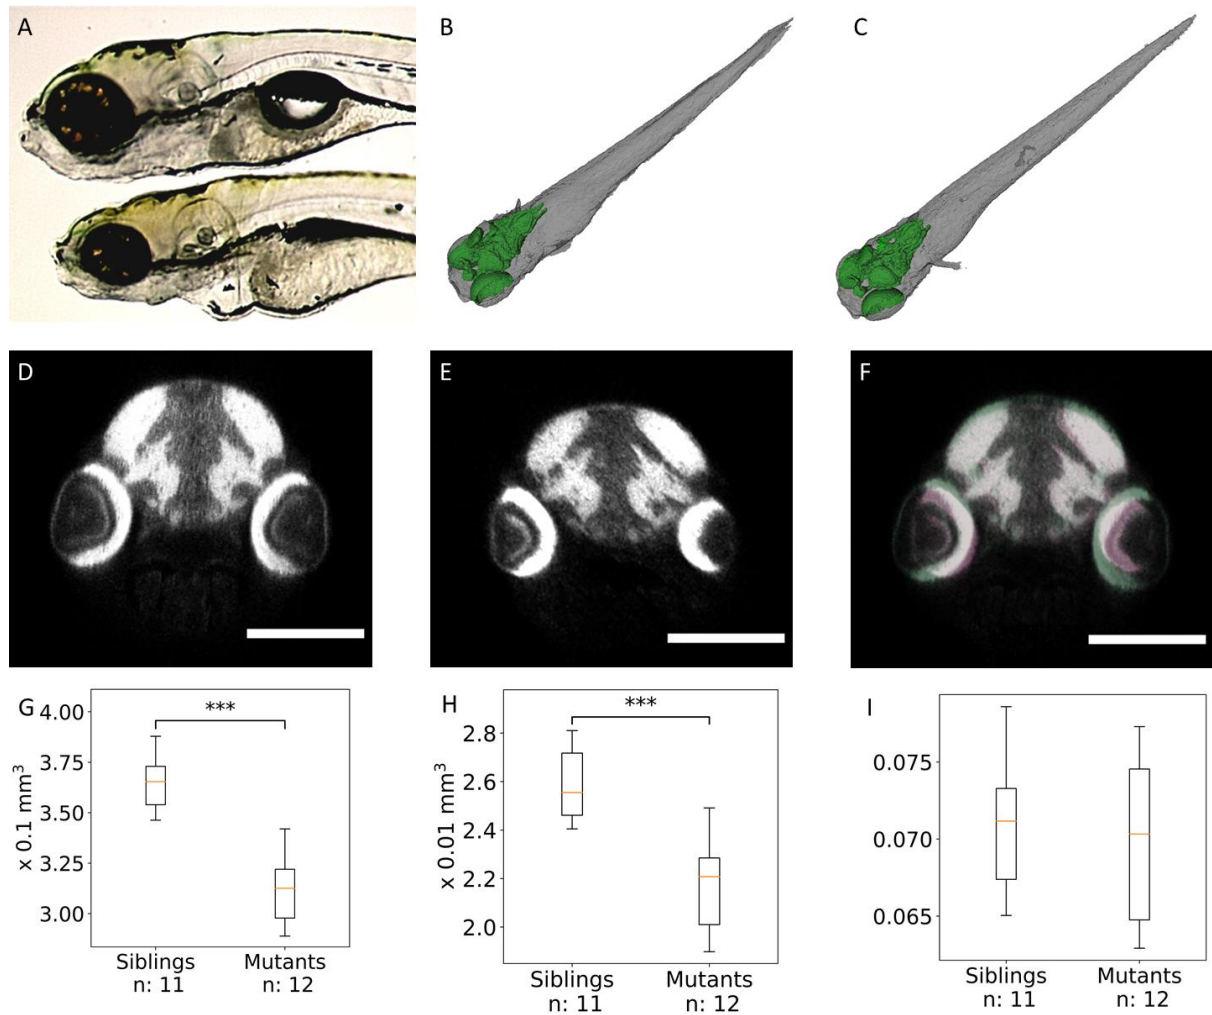 A
B
C
D
E
F
G
4.00
3.75
3.50
3.25
3.00
x 0.1 mm³
***
Siblings
n: 11
Mutants
n: 12
H
2.8
2.6
2.4
2.2
2.0
x 0.01 mm³
***
Siblings
n: 11
Mutants
n: 12
I
0.075
0.070
0.065
Siblings
n: 11
Mutants
n: 12